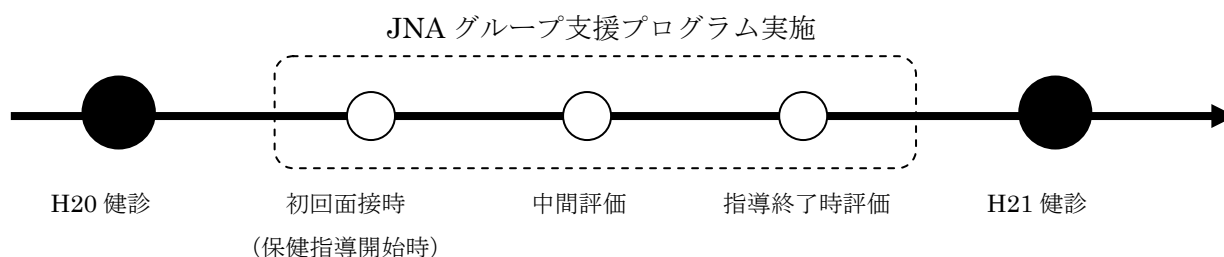 JNA グループ支援プログラム実施
H20 健診
初回面接時
(保健指導開始時)
中間評価
指導終了時評価
H21 健診